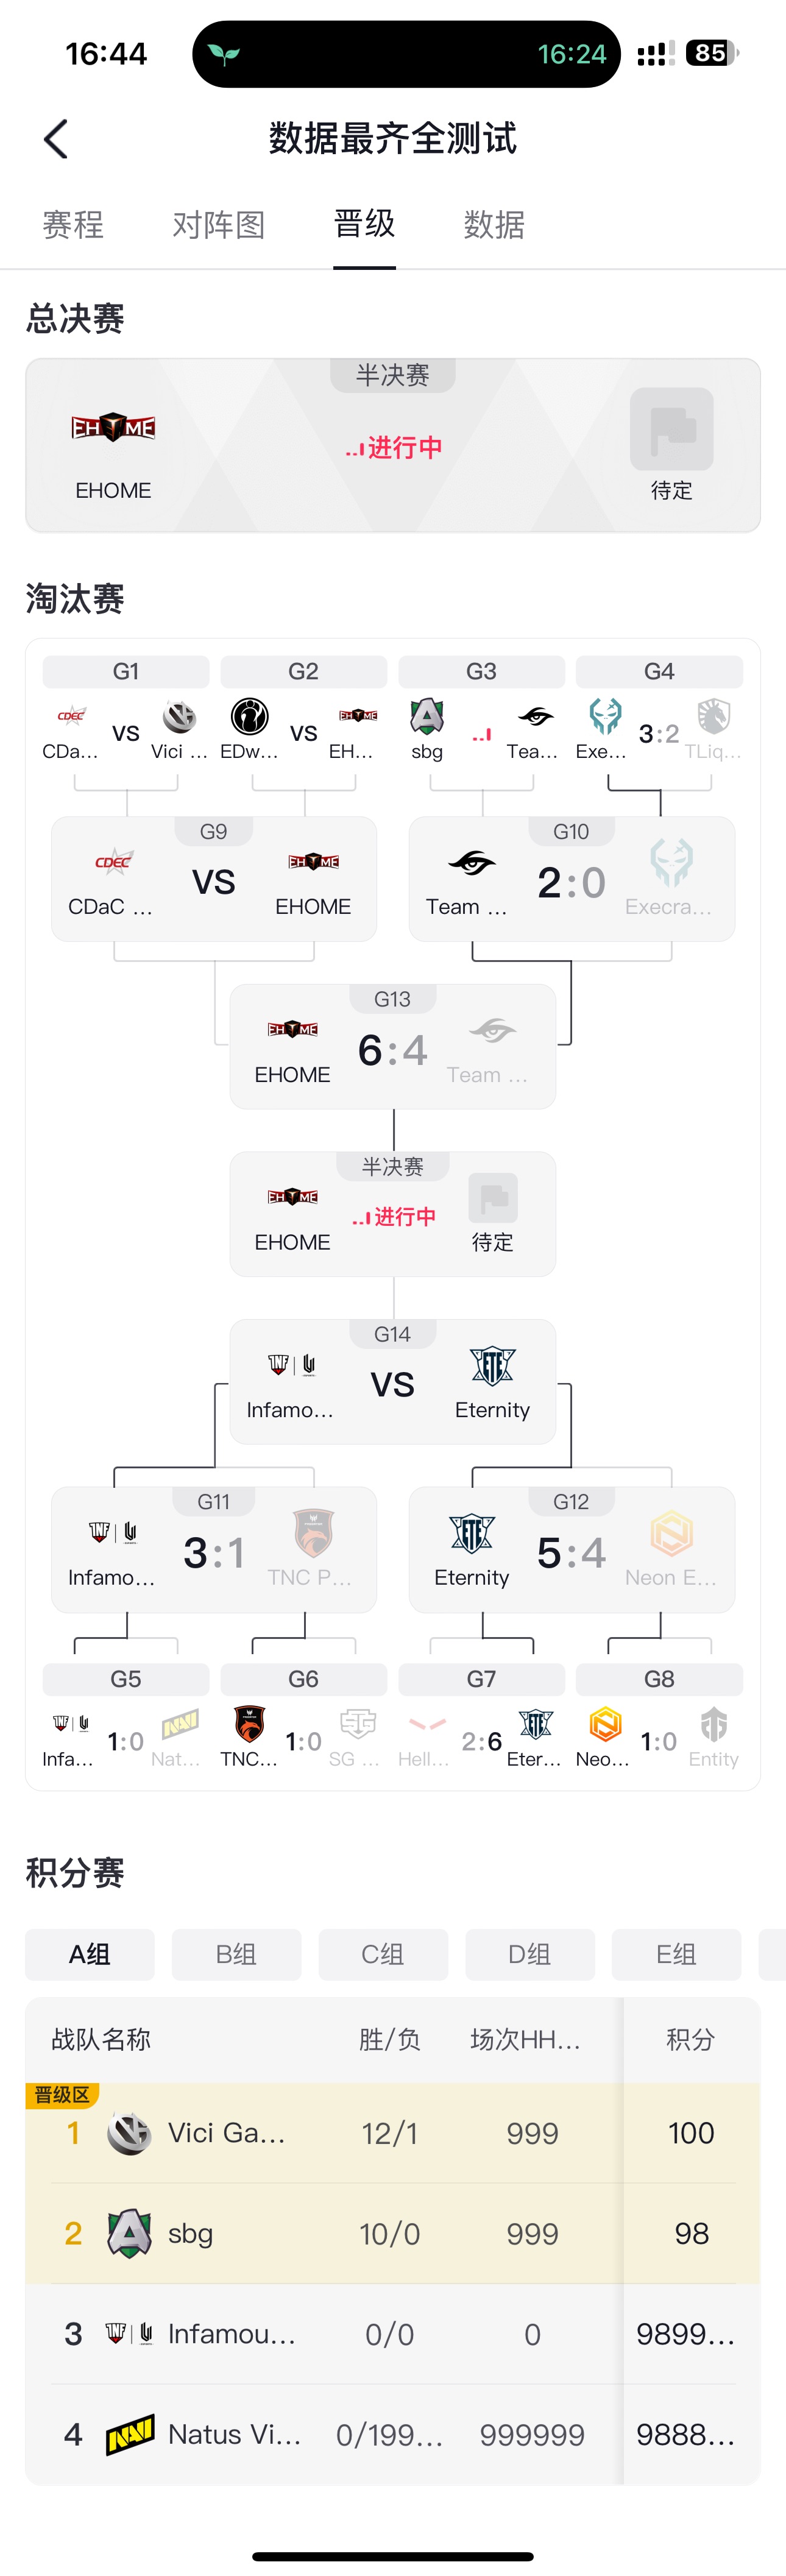 16:44 16:24 85
数据最齐全测试
赛程 对阵图 晋级 数据
总决赛
半决赛
EHOME 进行中 待定
淘汰赛
G1 G2 G3 G4
CDa... VS Vici ... EDw... VS EH... sbg Tea... Exe... 3:2 TLiq...
G9 G10
CDaC ... VS EHOME Team ... 2:0 Execra...
G13
EHOME 6:4 Team ...
半决赛
EHOME 进行中 待定
G14
Infamo... VS Eternity
G11 G12
Infamo... 3:1 TNC P... Eternity 5:4 Neon E...
G5 G6 G7 G8
Infa... 1:0 Nat... TNC... 1:0 SG ... Hell... 2:6 Eter... Neo... 1:0 Entity
积分赛
A组 B组 C组 D组 E组
战队名称 胜/负 场次HH... 积分
晋级区
1 Vici Ga... 12/1 999 100
2 sbg 10/0 999 98
3 Infamou... 0/0 0 9899...
4 Natus Vi... 0/199... 999999 9888...